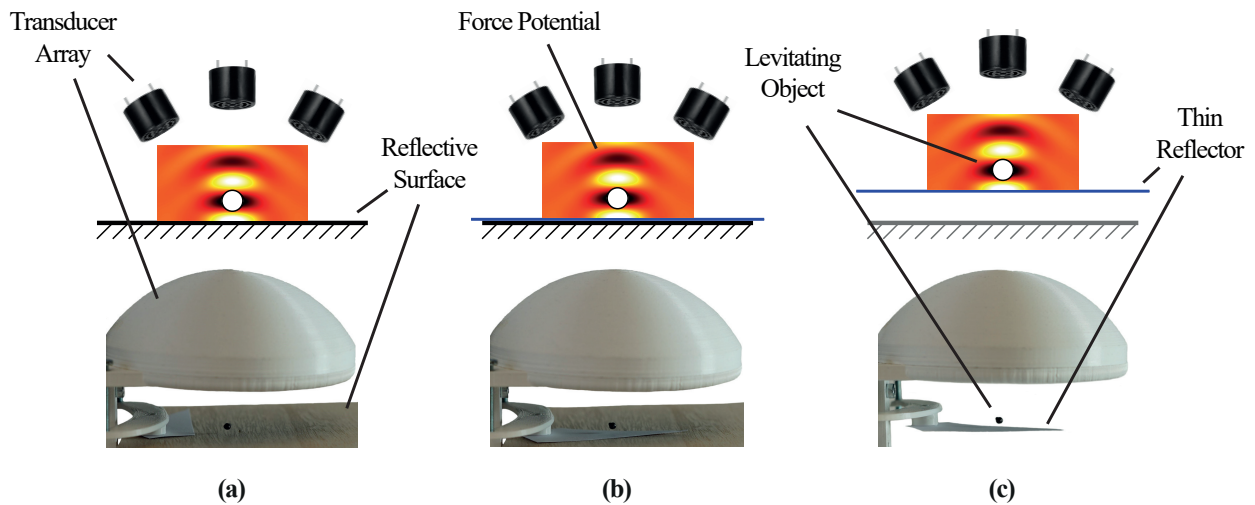 Transducer
Array
Force Potential
Levitating
Object
Thin
Reflector
Reflective
Surface
(a)
(b)
(c)